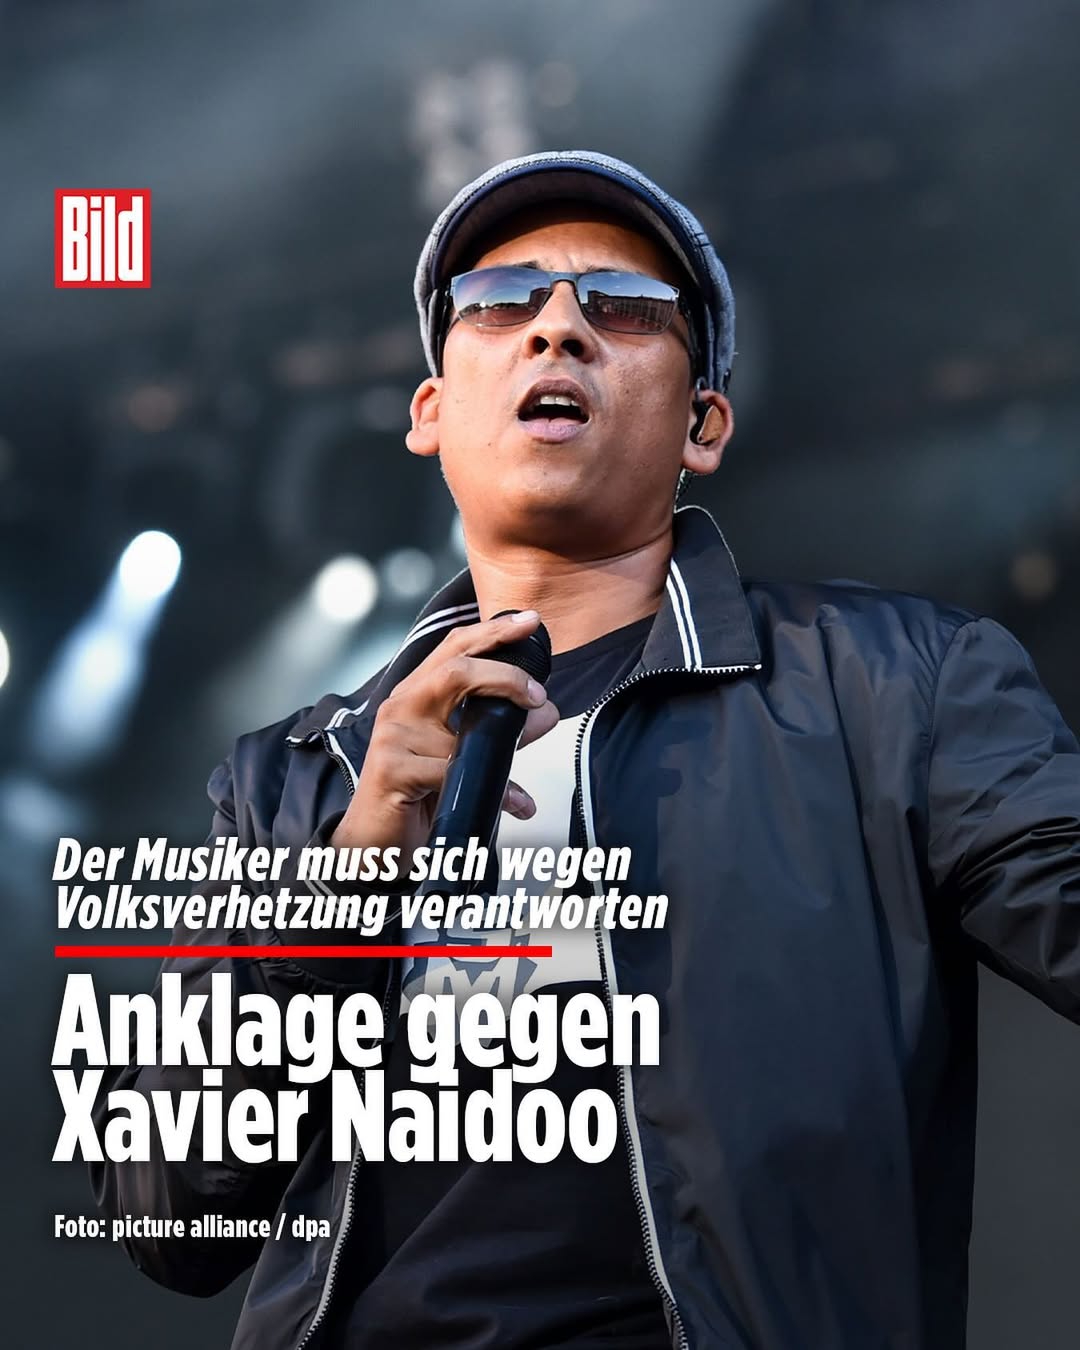 Bild
Der Musiker muss sich wegen
Volksverhetzung verantworten
Anklage gegen
Xavier Naidoo
Foto: picture alliance / dpa